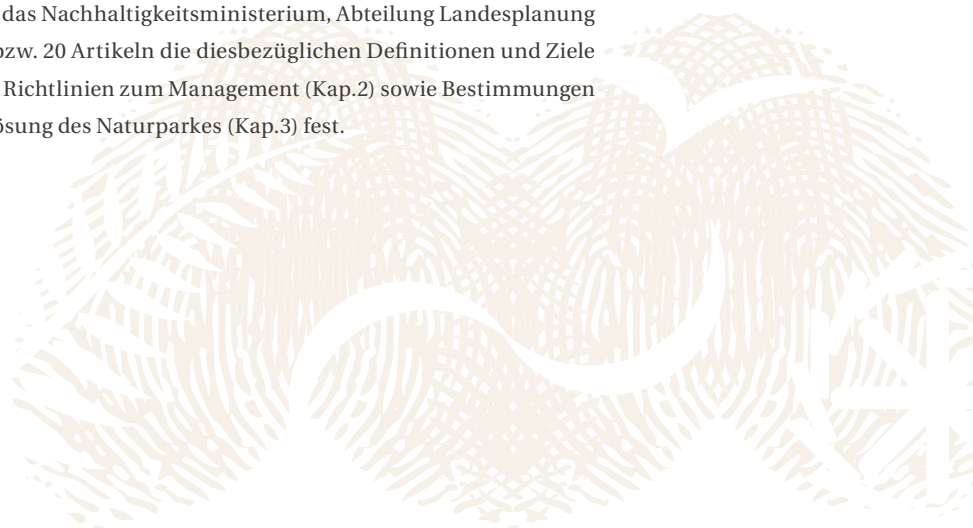 das Nachhaltigkeitsministerium, Abteilung Landesplanung
bzw. 20 Artikeln die diesbezüglichen Definitionen und Ziele
Richtlinien zum Management (Kap.2) sowie Bestimmungen
des Naturparkes (Kap.3) fest.